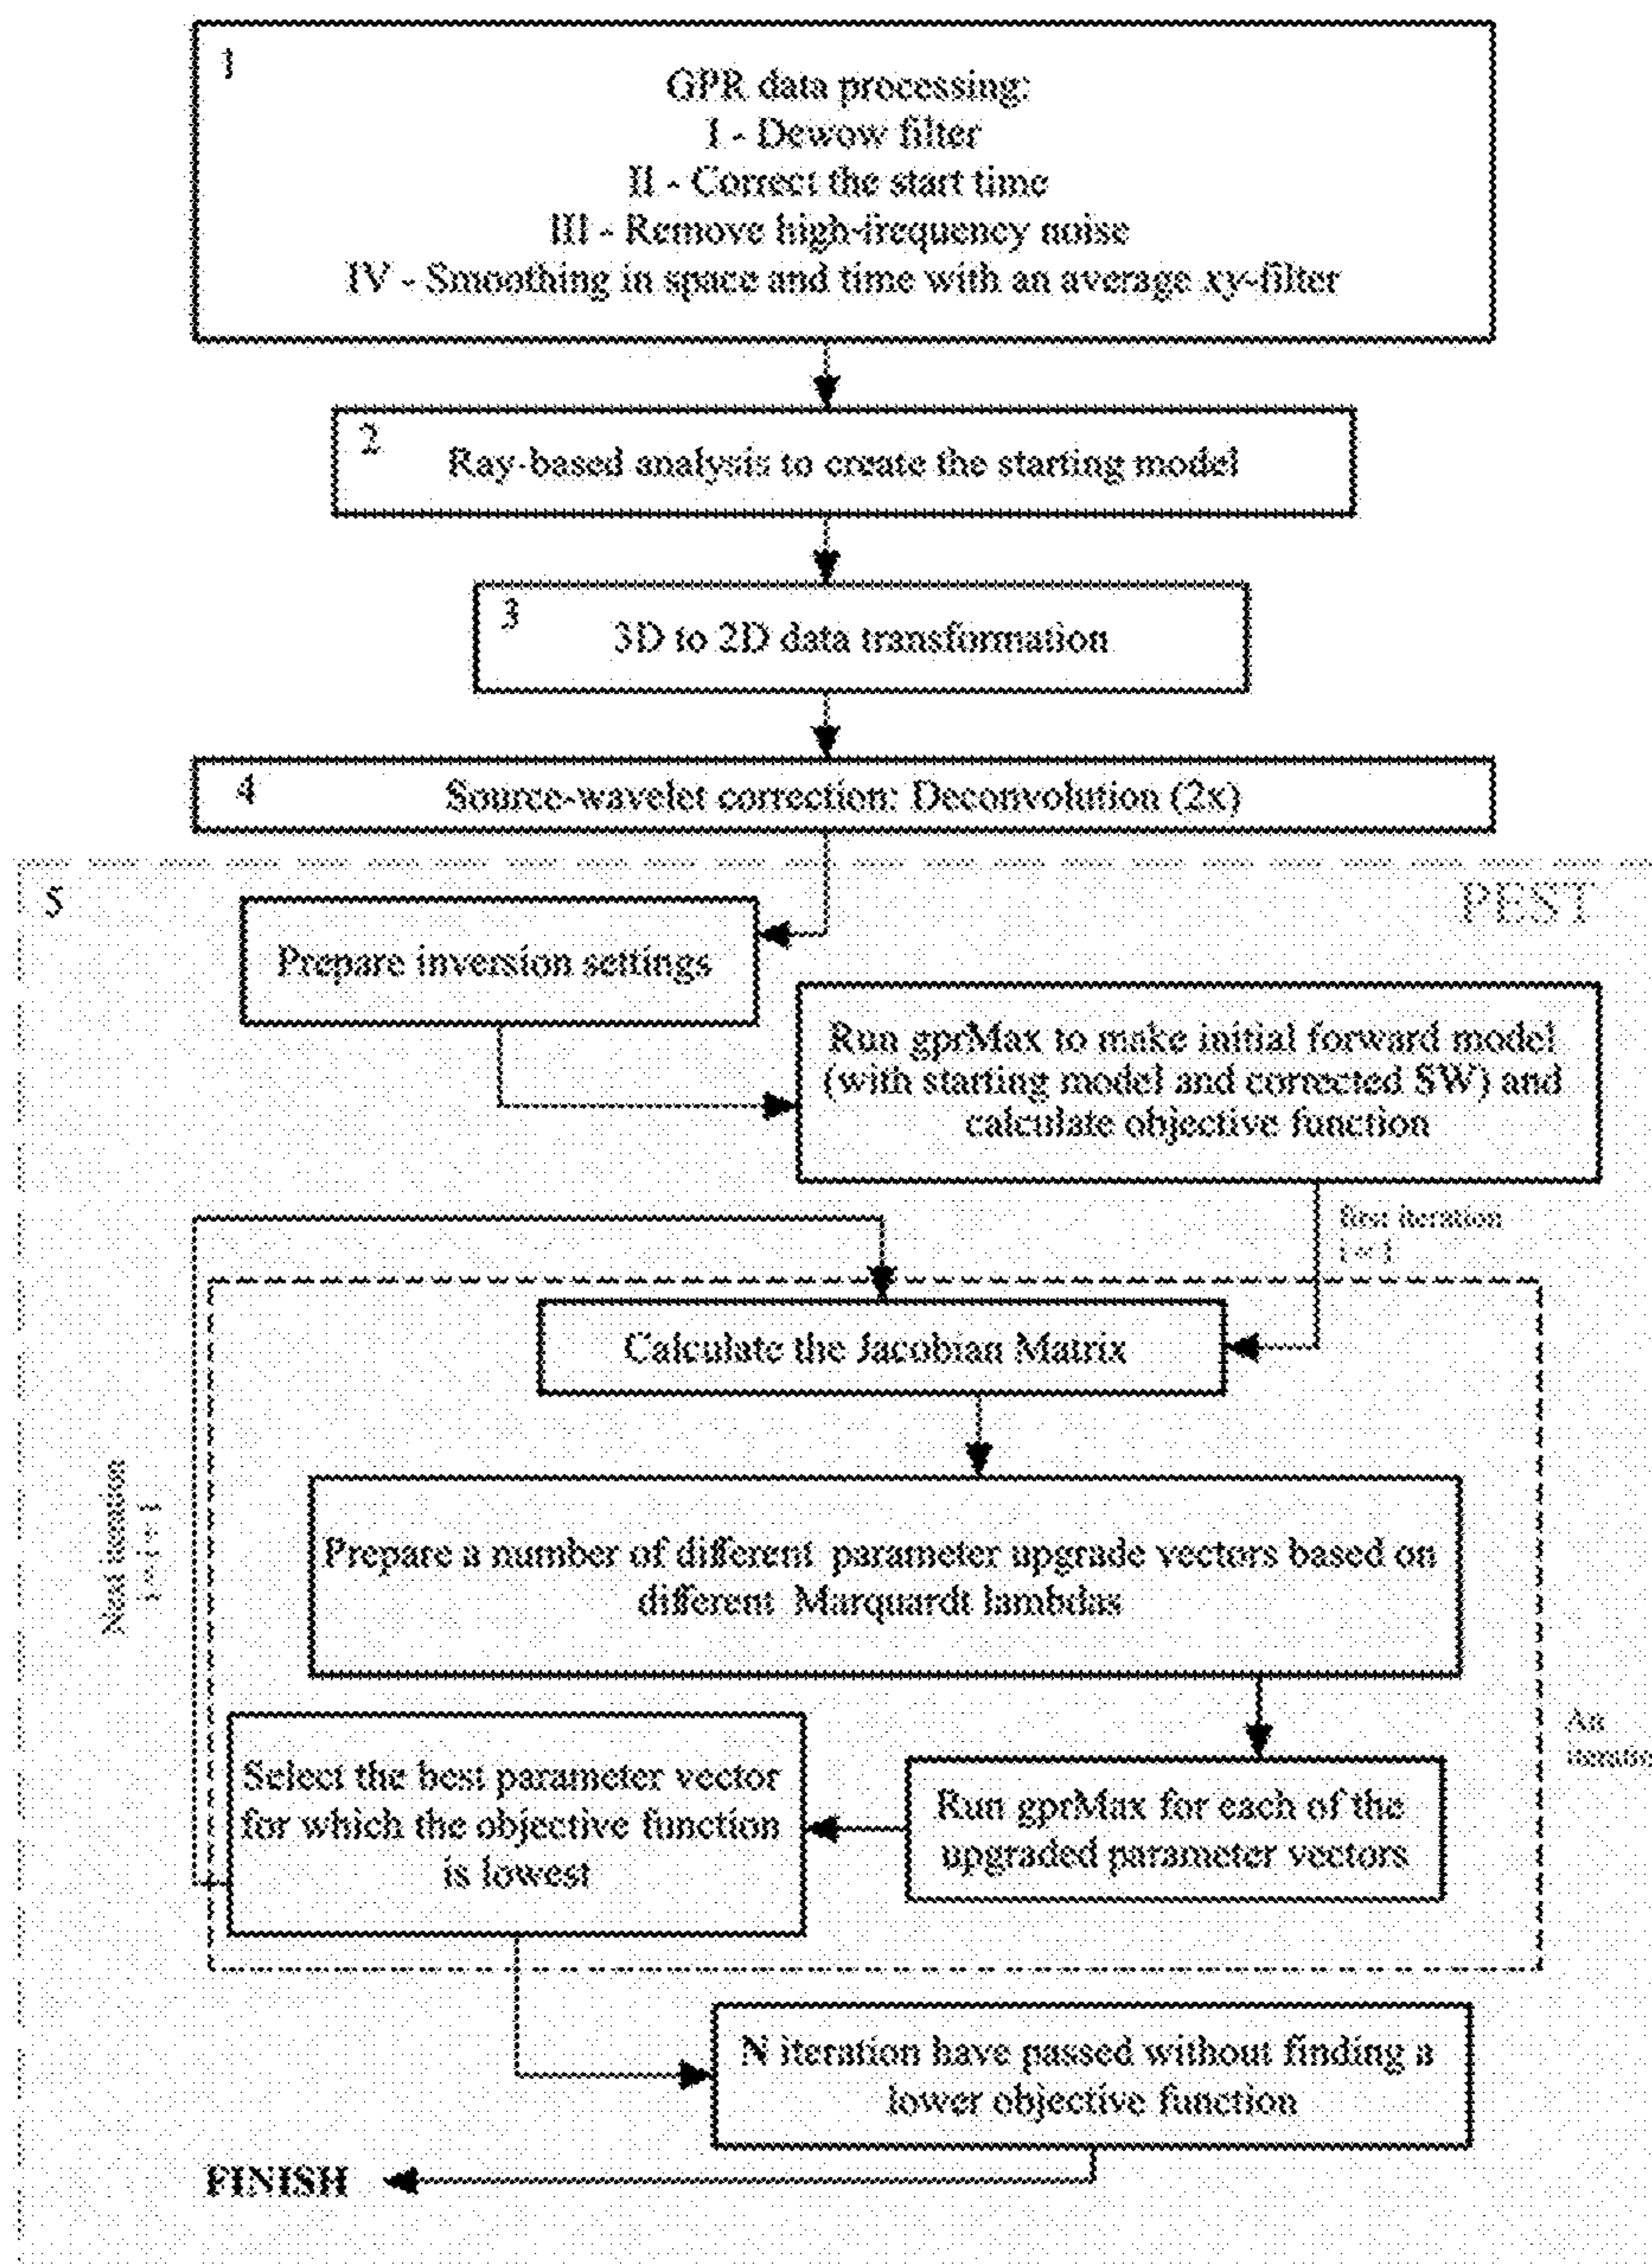 1
GPR data processing:
I - Dewow filter
II - Correct the start time
III - Remove high-frequency noise
IV - Smoothing in space and time with an average xy-filter
2
Ray-based analysis to create the starting model
3
3D to 2D data transformation
4
Source-wavelet correction: Deconvolution (2x)
5
PEST
Prepare inversion settings
Run gprMax to make initial forward model
(with starting model and corrected SW) and
calculate objective function
first iteration
i = 1
Calculate the Jacobian Matrix
Next iteration
Prepare a number of different parameter upgrade vectors based on
different Marquardt lambdas
An
Select the best parameter vector
for which the objective function
is lowest
Run gprMax for each of the
upgraded parameter vectors
N iteration have passed without finding a
lower objective function
FINISH